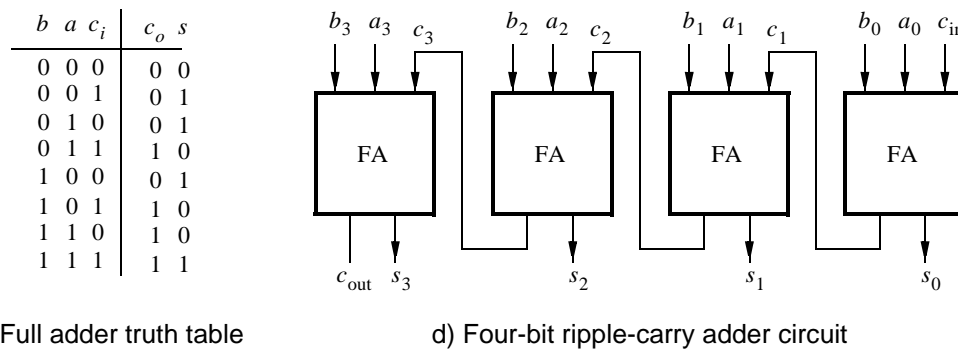 b a c_i c_o s
0 0 0 0 0
0 0 1 0 1
0 1 0 0 1
0 1 1 1 0
1 0 0 0 1
1 0 1 1 0
1 1 0 1 0
1 1 1 1 1
Full adder truth table
b_3 a_3 c_3 b_2 a_2 c_2 b_1 a_1 c_1 b_0 a_0 c_in
FA FA FA FA
c_out s_3 s_2 s_1 s_0
d) Four-bit ripple-carry adder circuit